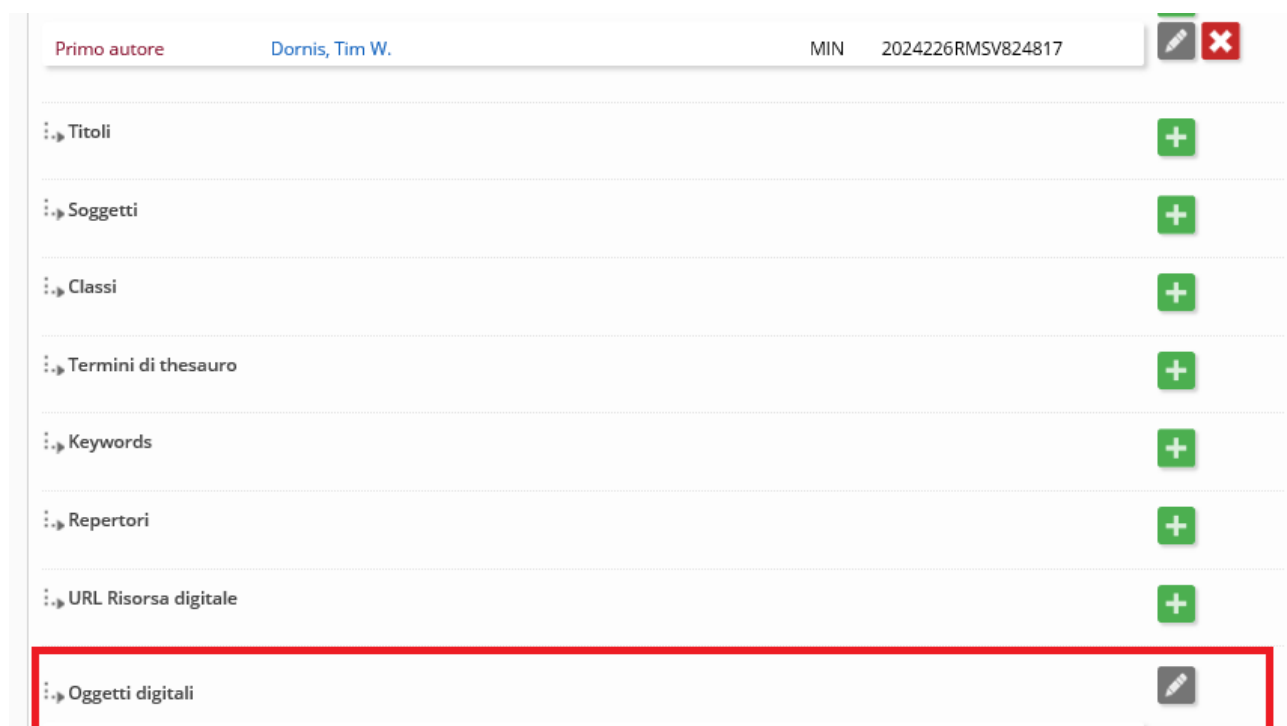 Primo autore Dornis, Tim W. MIN 2024226RMSV824817
Titoli
Soggetti
Classi
Termini di thesauro
Keywords
Repertori
URL Risorsa digitale
Oggetti digitali